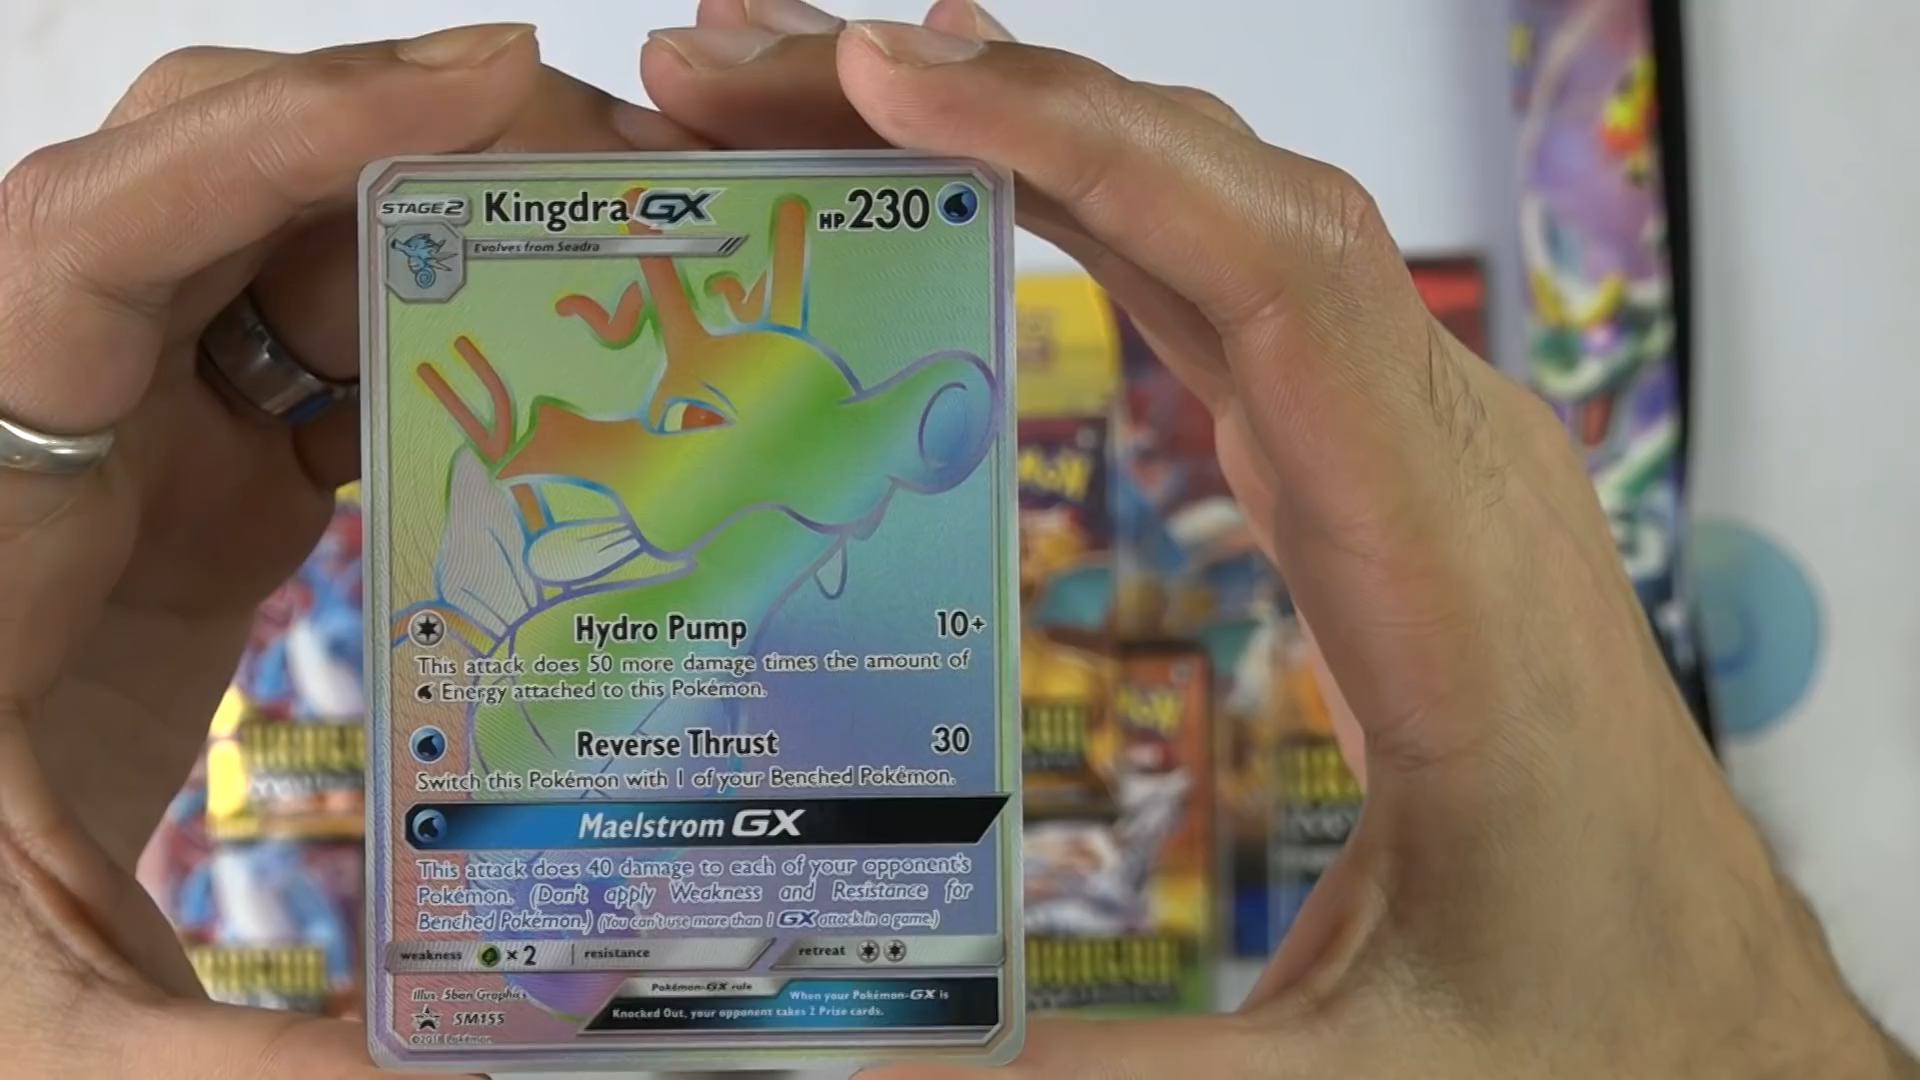 STAGE 2 Kingdra GX HP 230
Evolves from Seadra
Hydro Pump 10+
This attack does 50 more damage times the amount of
Energy attached to this Pokémon.
Reverse Thrust 30
Switch this Pokémon with 1 of your Benched Pokémon.
Maelstrom GX
This attack does 40 damage to each of your opponent's
Pokémon. (Don't apply Weakness and Resistance for
Benched Pokémon.) (You can't use more than 1 GX attack in a game.)
weakness ×2 resistance retreat
Illus. 5ban Graphics
Pokémon-GX rule
When your Pokémon-GX is
Knocked Out, your opponent takes 2 Prize cards.
SM155
©2018 Pokémon